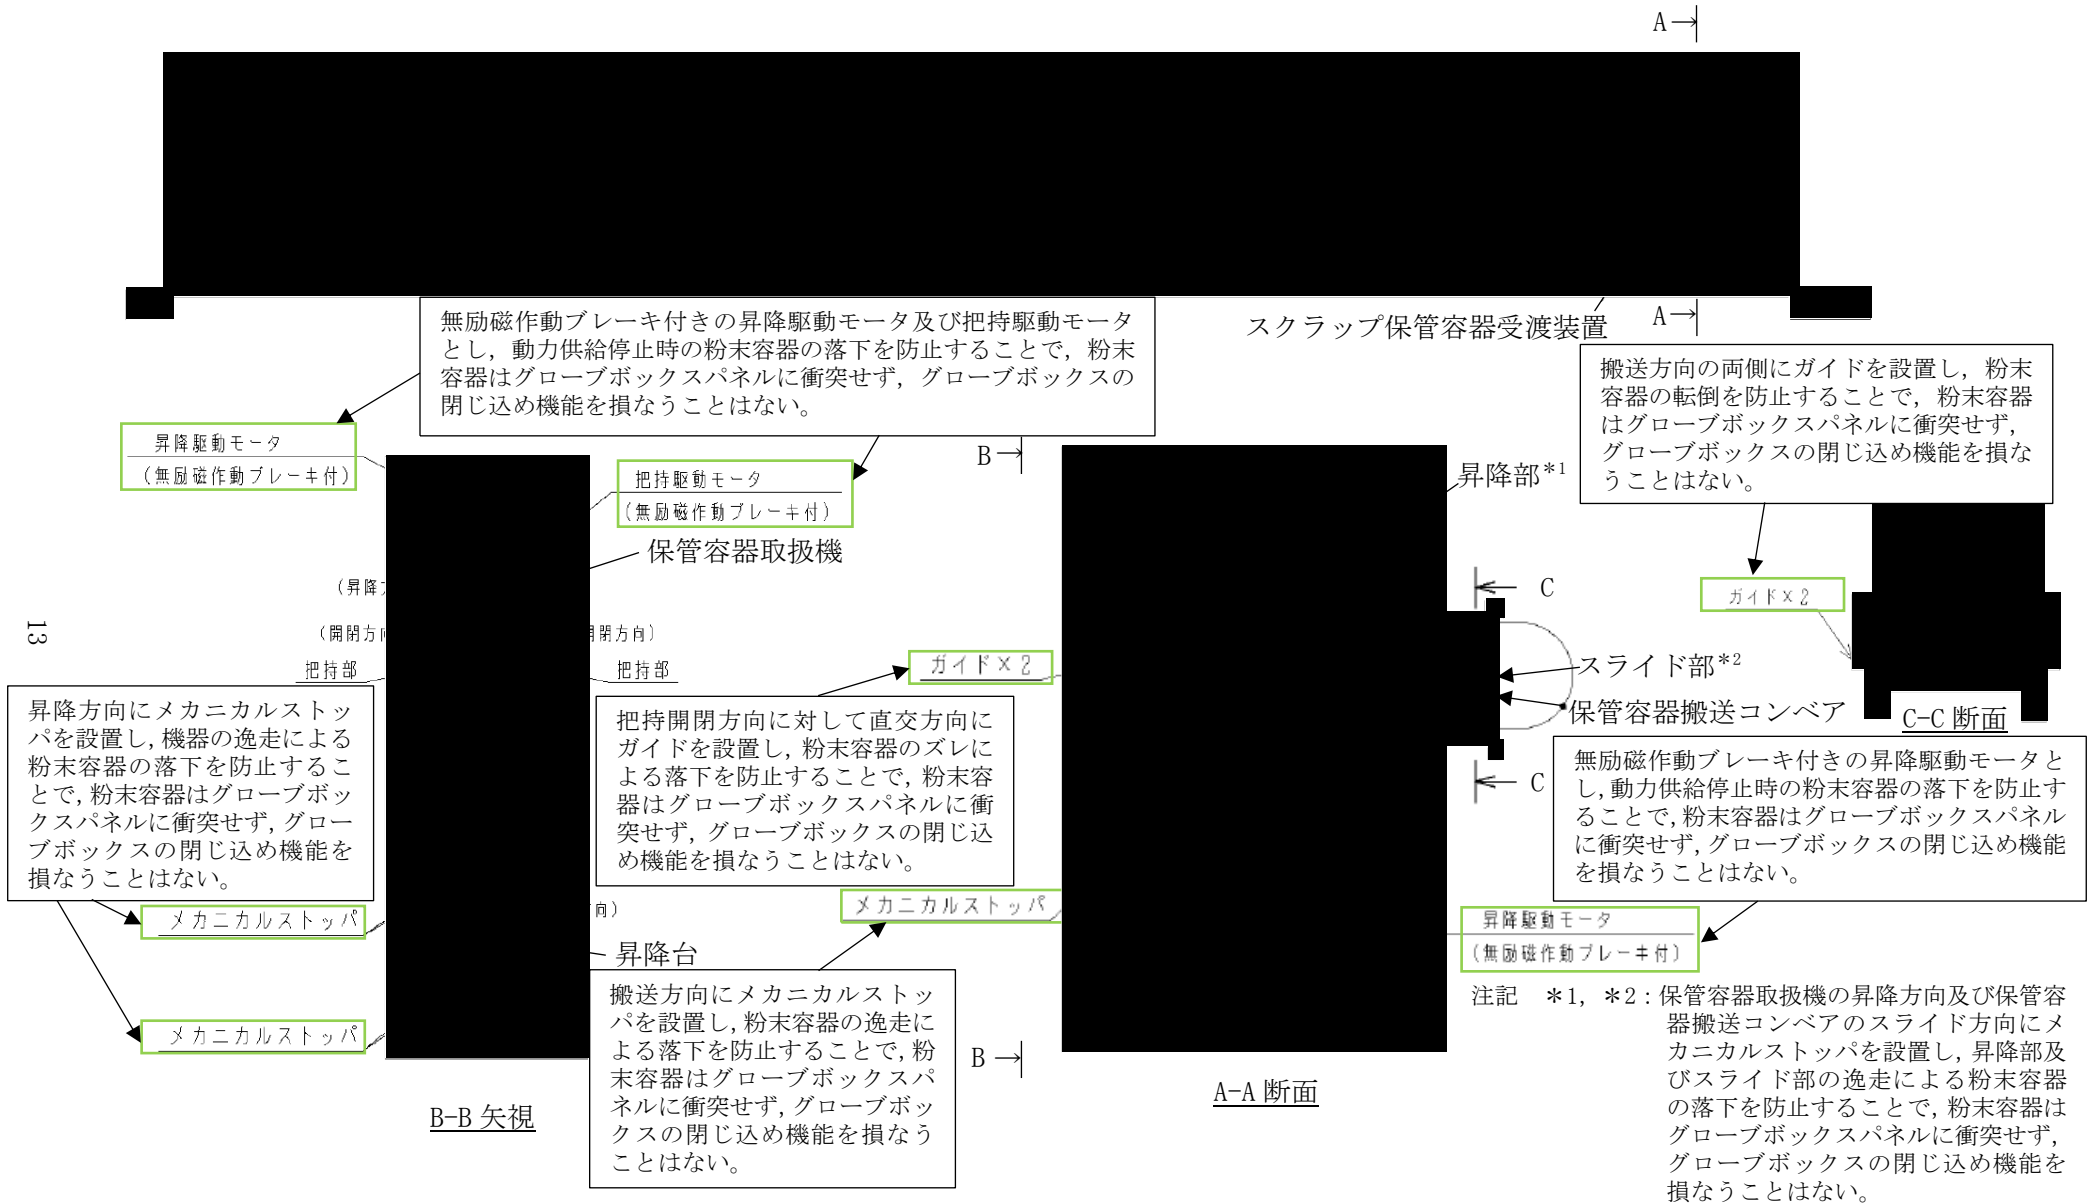 A
スクラップ保管容器受渡装置
A
無励磁作動ブレーキ付きの昇降駆動モータ及び把持駆動モータ
とし，動力供給停止時の粉末容器の落下を防止することで，粉末
容器はグローブボックスパネルに衝突せず，グローブボックスの
閉じ込め機能を損なうことはない。
搬送方向の両側にガイドを設置し，粉末
容器の転倒を防止することで，粉末容器
はグローブボックスパネルに衝突せず，
グローブボックスの閉じ込め機能を損な
うことはない。
昇降駆動モータ
(無励磁作動ブレーキ付)
把持駆動モータ
(無励磁作動ブレーキ付)
保管容器取扱機
B
昇降部*1
C
ガイド×2
(昇降
(開閉方
閉方向)
把持部
把持部
ガイド×2
スライド部*2
保管容器搬送コンベア
C-C 断面
13
昇降方向にメカニカルストッ
パを設置し，機器の逸走による
粉末容器の落下を防止するこ
とで，粉末容器はグローブボッ
クスパネルに衝突せず，グロー
ブボックスの閉じ込め機能を
損なうことはない。
把持開閉方向に対して直交方向に
ガイドを設置し，粉末容器のズレに
よる落下を防止することで，粉末容
器はグローブボックスパネルに衝
突せず，グローブボックスの閉じ込
め機能を損なうことはない。
C
無励磁作動ブレーキ付きの昇降駆動モータと
し，動力供給停止時の粉末容器の落下を防止す
ることで，粉末容器はグローブボックスパネル
に衝突せず，グローブボックスの閉じ込め機能
を損なうことはない。
メカニカルストッパ
向)
メカニカルストッパ
昇降駆動モータ
(無励磁作動ブレーキ付)
昇降台
メカニカルストッパ
搬送方向にメカニカルストッ
パを設置し，粉末容器の逸走に
よる落下を防止することで，粉
末容器はグローブボックスパ
ネルに衝突せず，グローブボッ
クスの閉じ込め機能を損なう
ことはない。
B
B-B 矢視
A-A 断面
注記　＊1，＊2：保管容器取扱機の昇降方向及び保管容
器搬送コンベアのスライド方向にメ
カニカルストッパを設置し，昇降部及
びスライド部の逸走による粉末容器
の落下を防止することで，粉末容器は
グローブボックスパネルに衝突せず，
グローブボックスの閉じ込め機能を
損なうことはない。